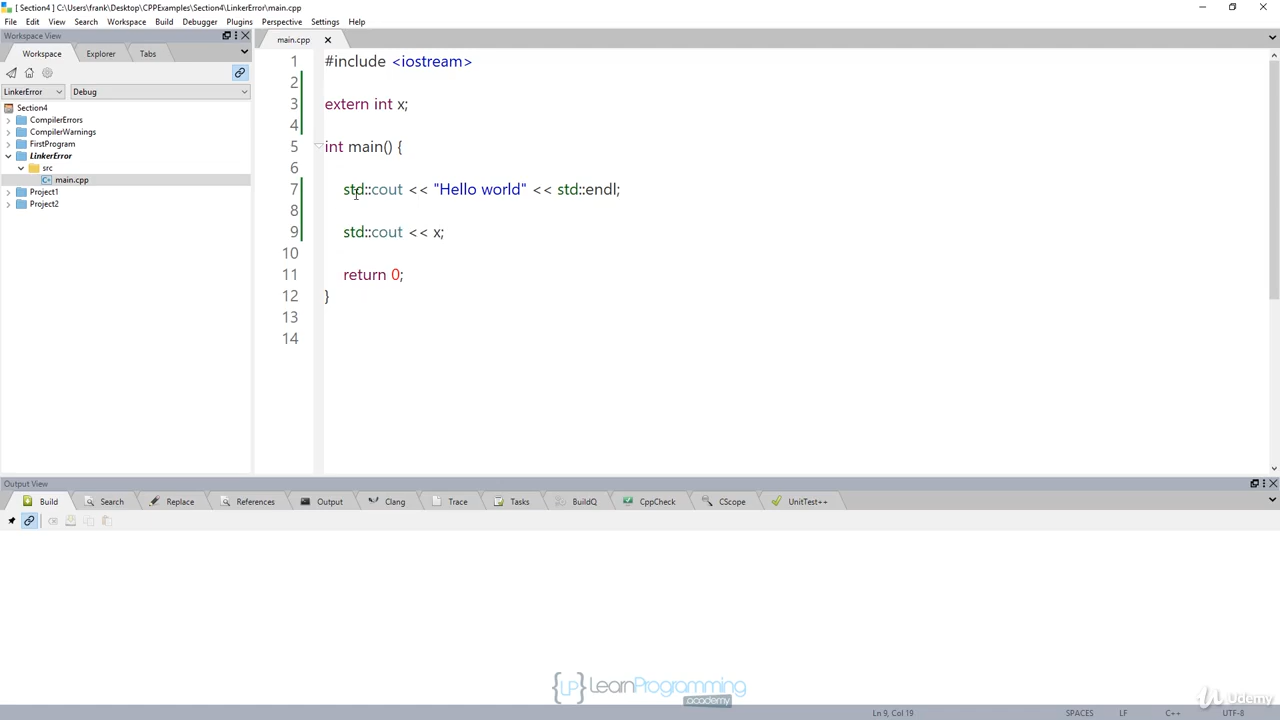 [ Section4 ] C:\Users\frank\Desktop\CPPExamples\Section4\LinkerError\main.cpp
File Edit View Search Workspace Build Debugger Plugins Perspective Settings Help
Workspace View
main.cpp
Workspace Explorer Tabs
LinkerError Debug
Section4
CompilerErrors
CompilerWarnings
FirstProgram
LinkerError
src
main.cpp
Project1
Project2
1 #include <iostream>
2
3 extern int x;
4
5 int main() {
6
7 std::cout << "Hello world" << std::endl;
8
9 std::cout << x;
10
11 return 0;
12 }
13
14
Output View
Build Search Replace References Output Clang Trace Tasks BuildQ CppCheck CScope UnitTest++
{LP} LearnProgramming
.academy
Udemy
Ln 9, Col 19 SPACES LF C++ UTF-8